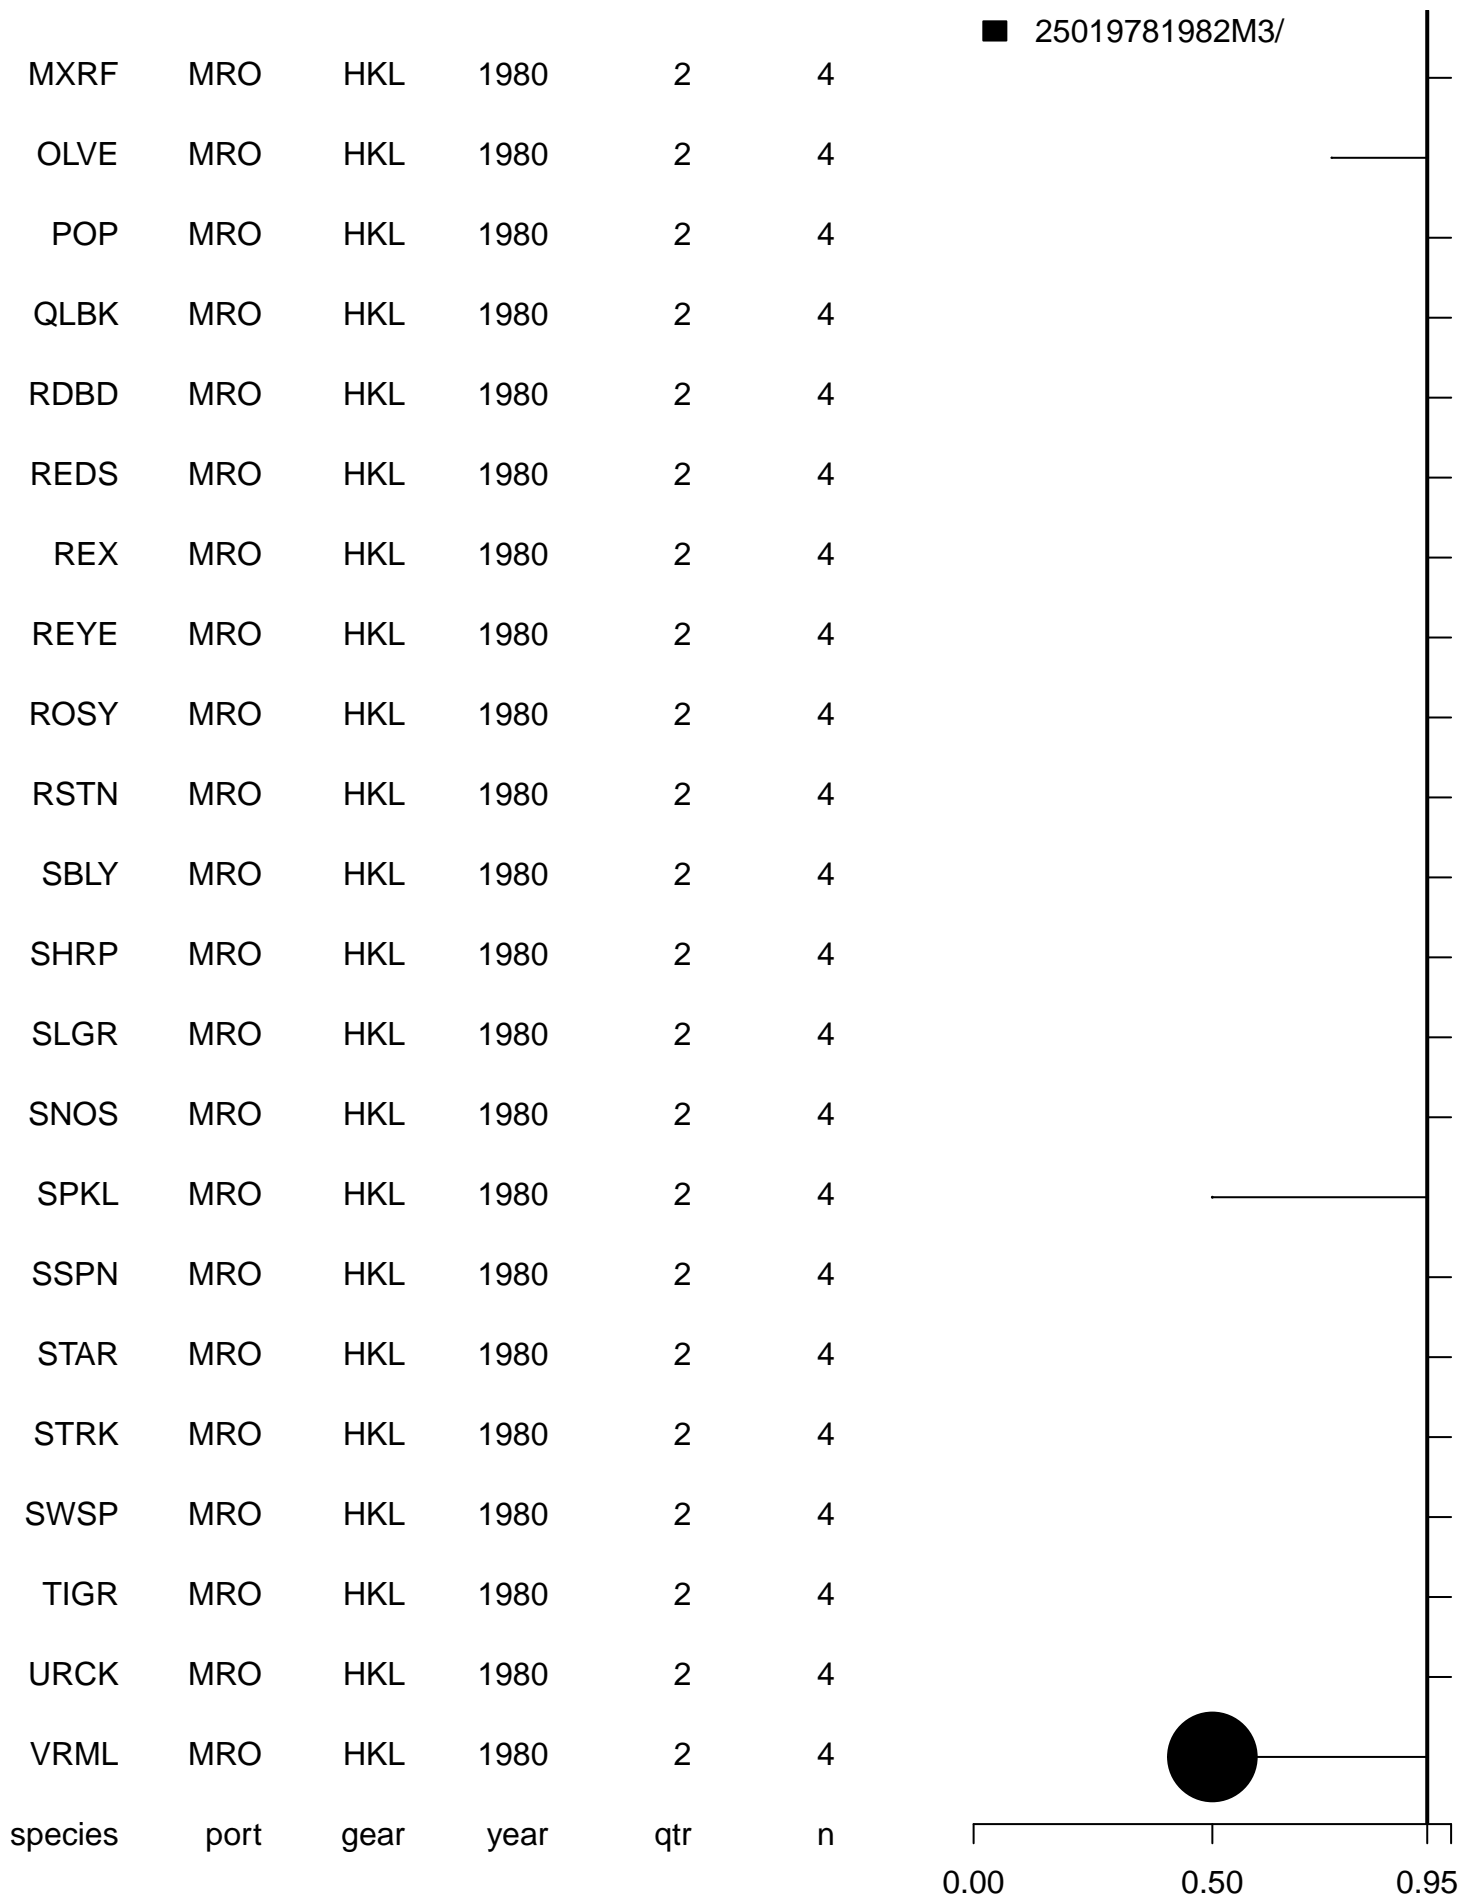 25019781982M3/
MXRF MRO HKL 1980 2 4
OLVE MRO HKL 1980 2 4
POP MRO HKL 1980 2 4
QLBK MRO HKL 1980 2 4
RDBD MRO HKL 1980 2 4
REDS MRO HKL 1980 2 4
REX MRO HKL 1980 2 4
REYE MRO HKL 1980 2 4
ROSY MRO HKL 1980 2 4
RSTN MRO HKL 1980 2 4
SBLY MRO HKL 1980 2 4
SHRP MRO HKL 1980 2 4
SLGR MRO HKL 1980 2 4
SNOS MRO HKL 1980 2 4
SPKL MRO HKL 1980 2 4
SSPN MRO HKL 1980 2 4
STAR MRO HKL 1980 2 4
STRK MRO HKL 1980 2 4
SWSP MRO HKL 1980 2 4
TIGR MRO HKL 1980 2 4
URCK MRO HKL 1980 2 4
VRML MRO HKL 1980 2 4
species port gear year qtr n
0.00 0.50 0.95